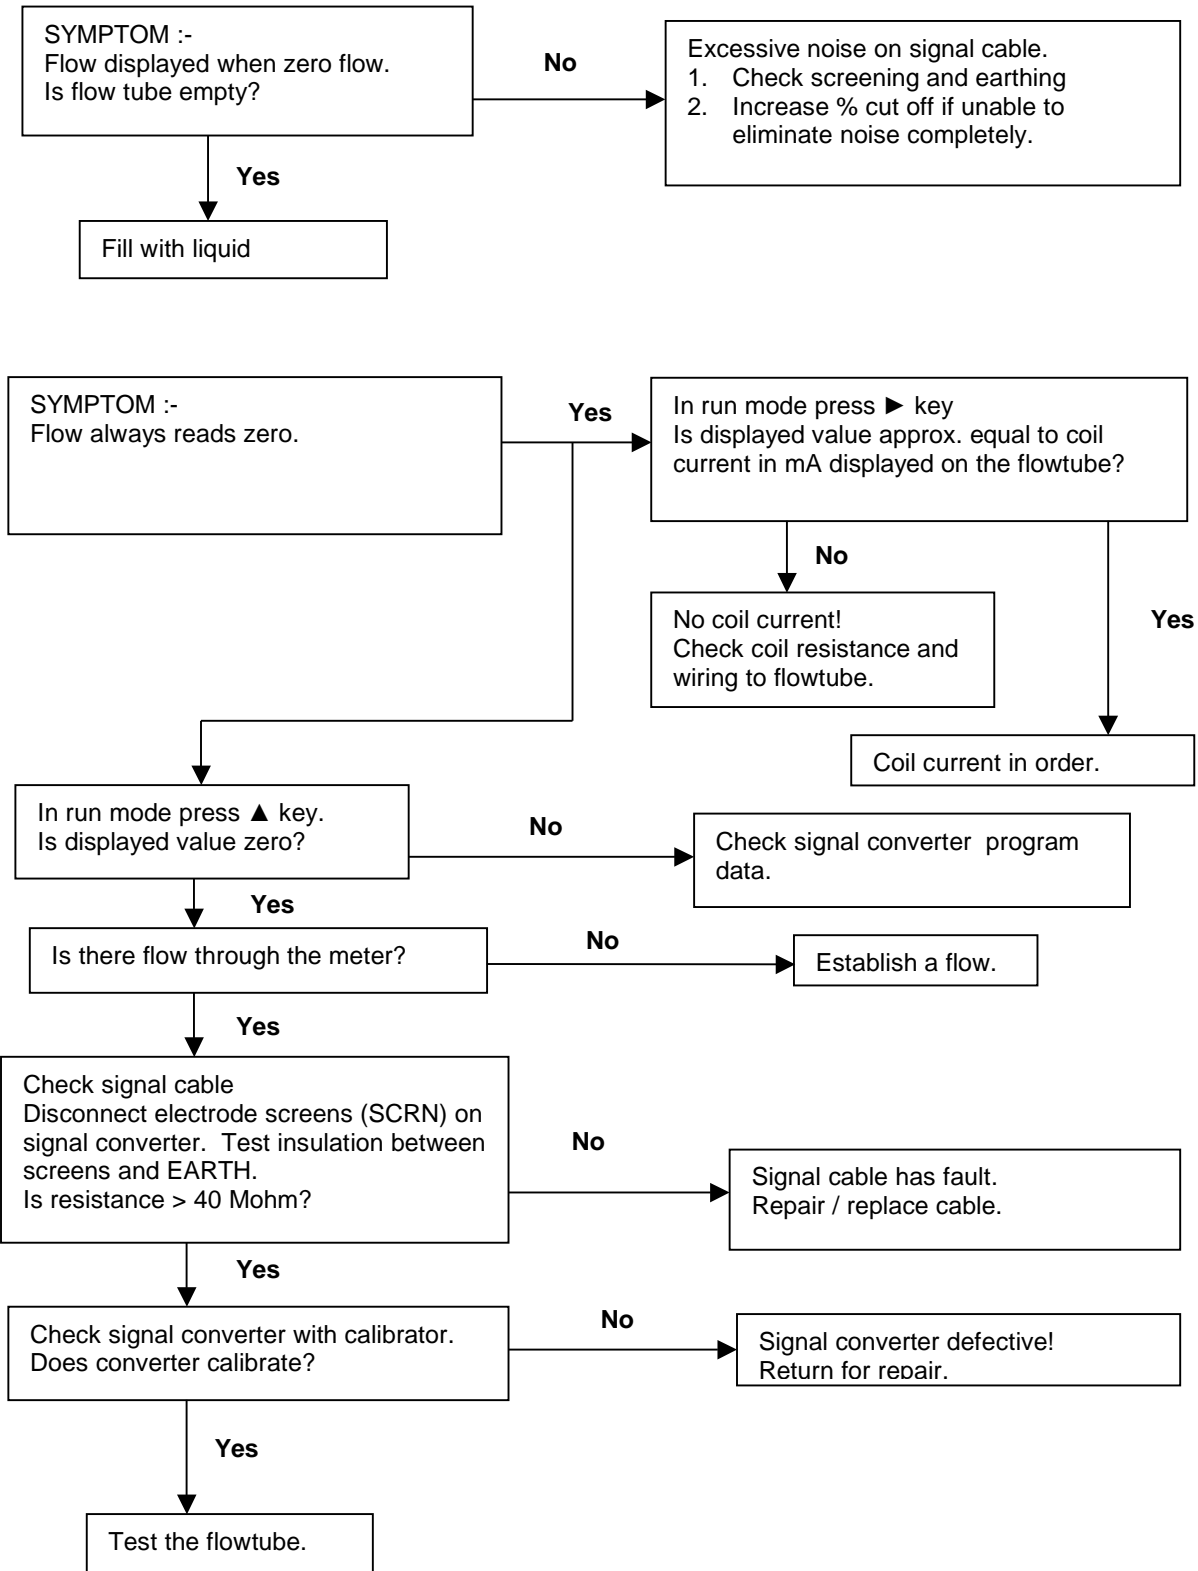 SYMPTOM :-
Flow displayed when zero flow.
Is flow tube empty?
No
Excessive noise on signal cable.
1. Check screening and earthing
2. Increase % cut off if unable to
eliminate noise completely.
Yes
Fill with liquid
SYMPTOM :-
Flow always reads zero.
Yes
In run mode press ► key
Is displayed value approx. equal to coil
current in mA displayed on the flowtube?
No
No coil current!
Check coil resistance and
wiring to flowtube.
Yes
Coil current in order.
In run mode press ▲ key.
Is displayed value zero?
No
Check signal converter program
data.
Yes
Is there flow through the meter?
No
Establish a flow.
Yes
Check signal cable
Disconnect electrode screens (SCRN) on
signal converter. Test insulation between
screens and EARTH.
Is resistance > 40 Mohm?
No
Signal cable has fault.
Repair / replace cable.
Yes
Check signal converter with calibrator.
Does converter calibrate?
No
Signal converter defective!
Return for repair.
Yes
Test the flowtube.